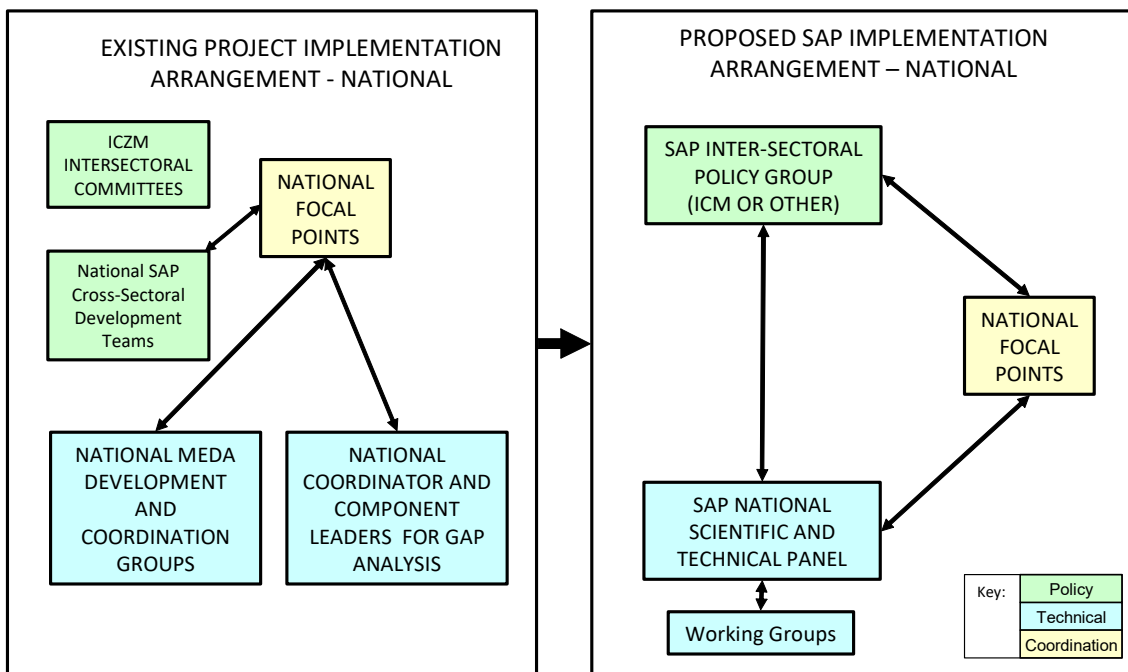 EXISTING PROJECT IMPLEMENTATION
ARRANGEMENT - NATIONAL
ICZM
INTERSECTORAL
COMMITTEES
NATIONAL
FOCAL
POINTS
National SAP
Cross-Sectoral
Development
Teams
NATIONAL MEDA
DEVELOPMENT
AND
COORDINATION
GROUPS
NATIONAL
COORDINATOR AND
COMPONENT
LEADERS FOR GAP
ANALYSIS
PROPOSED SAP IMPLEMENTATION
ARRANGEMENT – NATIONAL
SAP INTER-SECTORAL
POLICY GROUP
(ICM OR OTHER)
NATIONAL
FOCAL
POINTS
SAP NATIONAL
SCIENTIFIC AND
TECHNICAL PANEL
Working Groups
Key:
Policy
Technical
Coordination